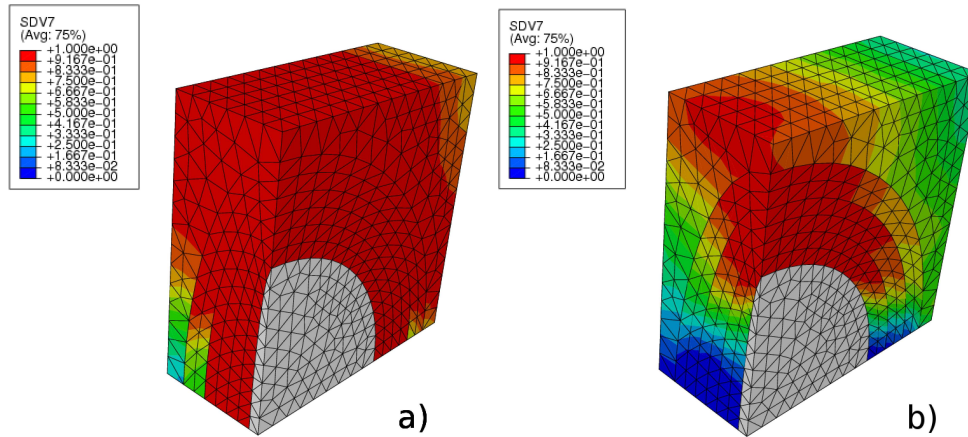 SDV7
(Avg: 75%)
+1.000e+00
+9.167e-01
+8.333e-01
+7.500e-01
+6.667e-01
+5.833e-01
+5.000e-01
+4.167e-01
+3.333e-01
+2.500e-01
+1.667e-01
+8.333e-02
+0.000e+00
a)
SDV7
(Avg: 75%)
+1.000e+00
+9.167e-01
+8.333e-01
+7.500e-01
+6.667e-01
+5.833e-01
+5.000e-01
+4.167e-01
+3.333e-01
+2.500e-01
+1.667e-01
+8.333e-02
+0.000e+00
b)